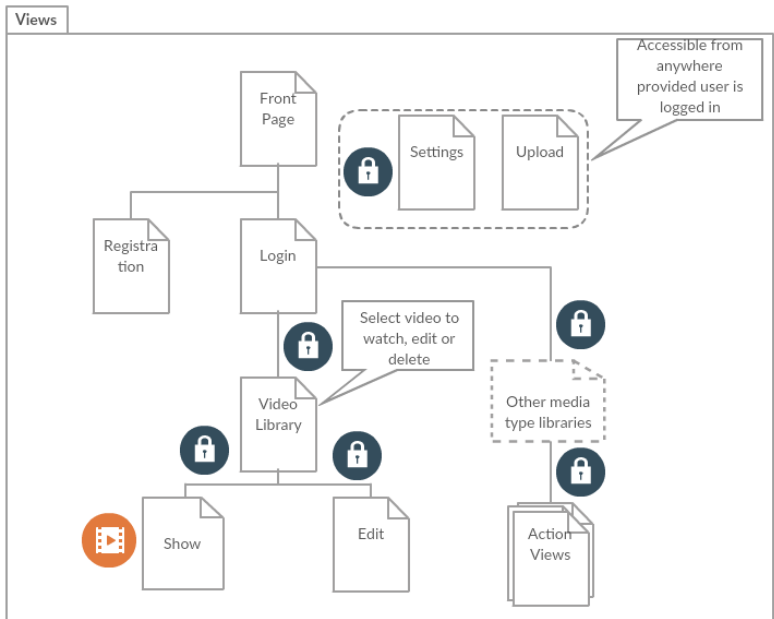 Views
Accessible from
anywhere
provided user is
logged in
Front
Page
Settings
Upload
Registra
tion
Login
Select video to
watch, edit or
delete
Video
Library
Other media
type libraries
Show
Edit
Action
Views